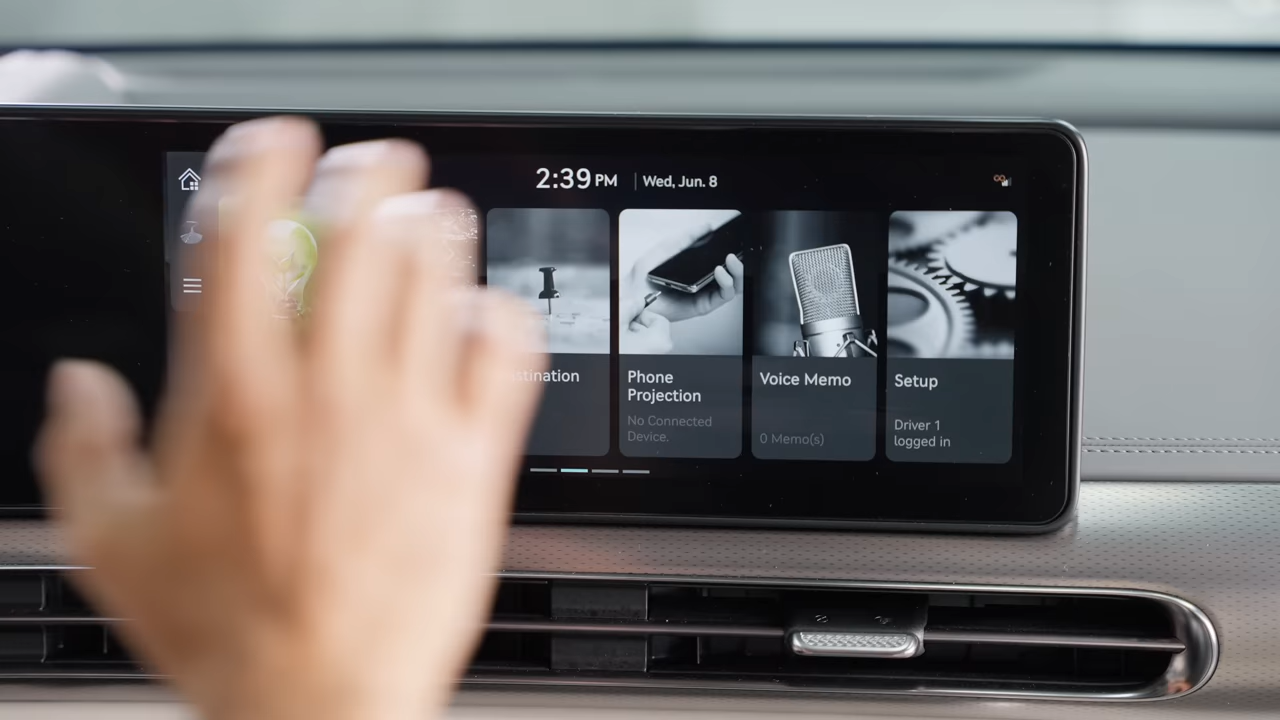 2:39 PM
Wed, Jun. 8
stination
Phone
Projection
No Connected
Device.
Voice Memo
0 Memo(s)
Setup
Driver 1
logged in